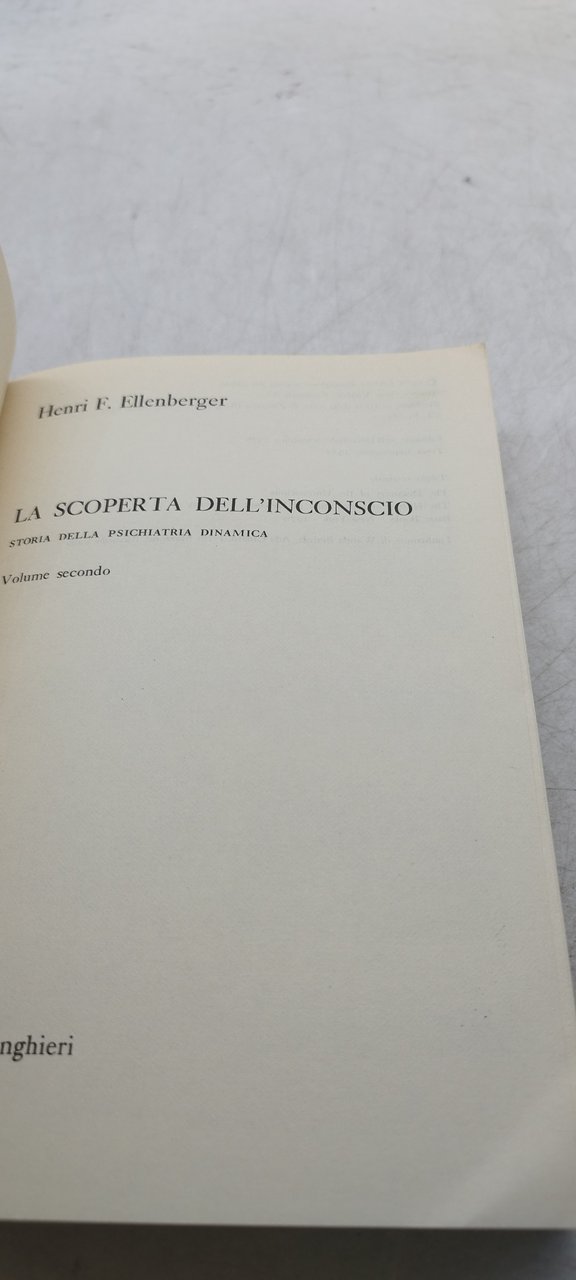 Henri F. Ellenberger
LA SCOPERTA DELL'INCONSCIO
STORIA DELLA PSICHIATRIA DINAMICA
Volume secondo
nghieri